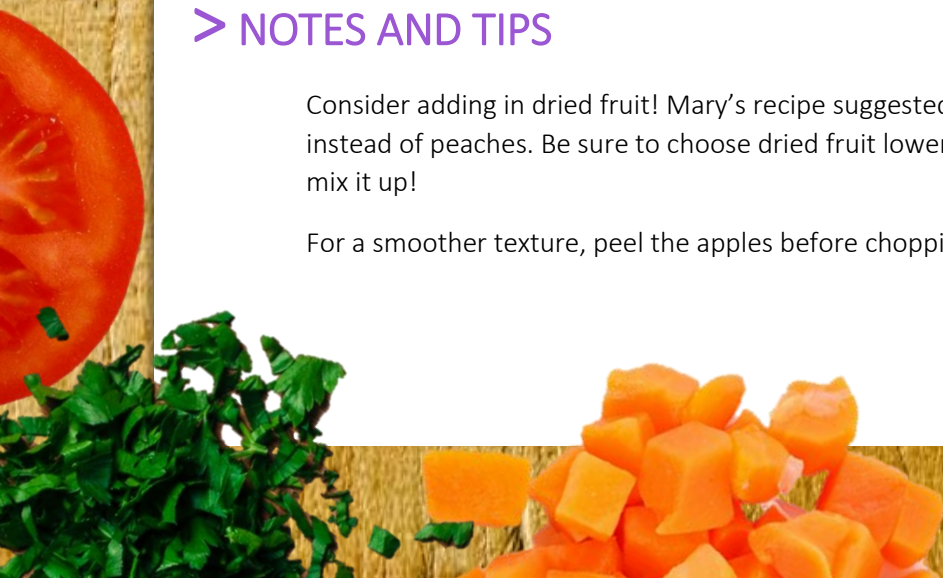 > NOTES AND TIPS
Consider adding in dried fruit! Mary’s recipe suggested
instead of peaches. Be sure to choose dried fruit lower
mix it up!
For a smoother texture, peel the apples before